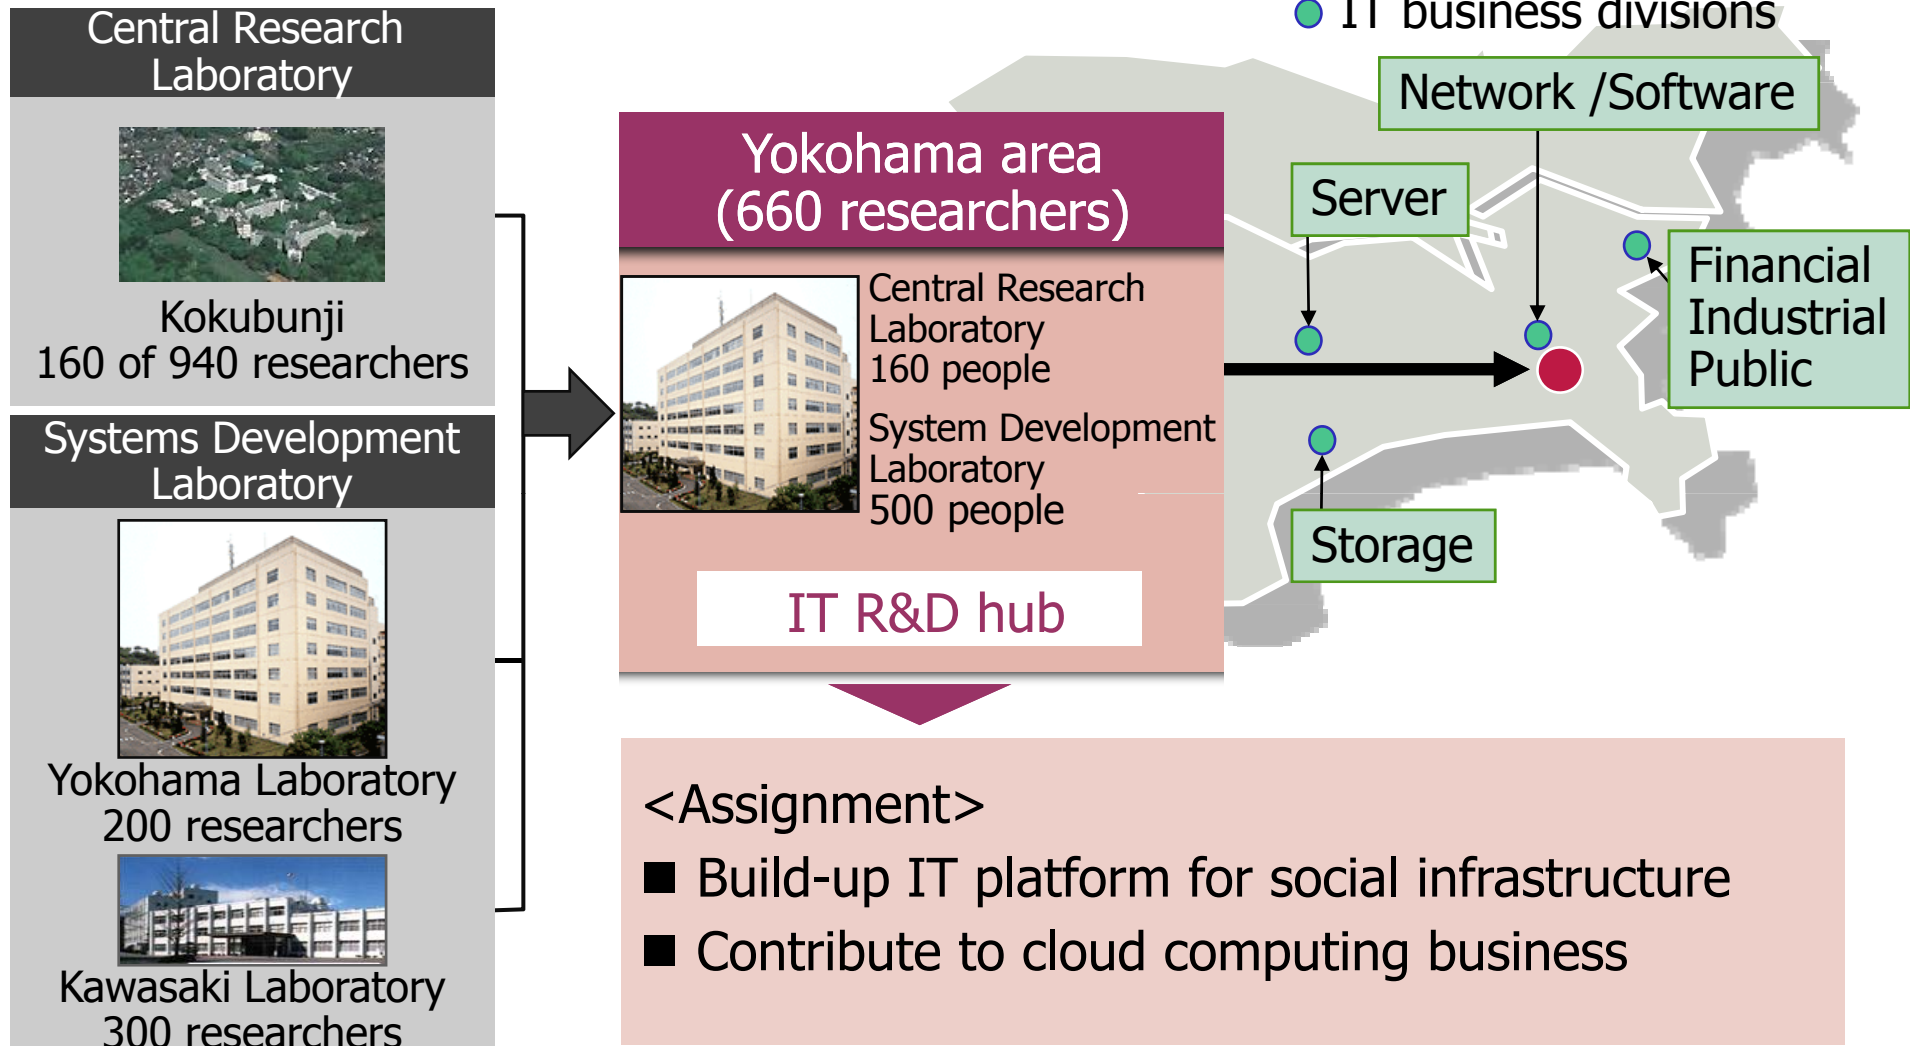 Central Research
Laboratory
Kokubunji
160 of 940 researchers
Systems Development
Laboratory
Yokohama Laboratory
200 researchers
Kawasaki Laboratory
300 researchers
Yokohama area
(660 researchers)
Central Research
Laboratory
160 people
System Development
Laboratory
500 people
IT R&D hub
IT business divisions
Network /Software
Server
Financial
Industrial
Public
Storage
<Assignment>
■ Build-up IT platform for social infrastructure
■ Contribute to cloud computing business